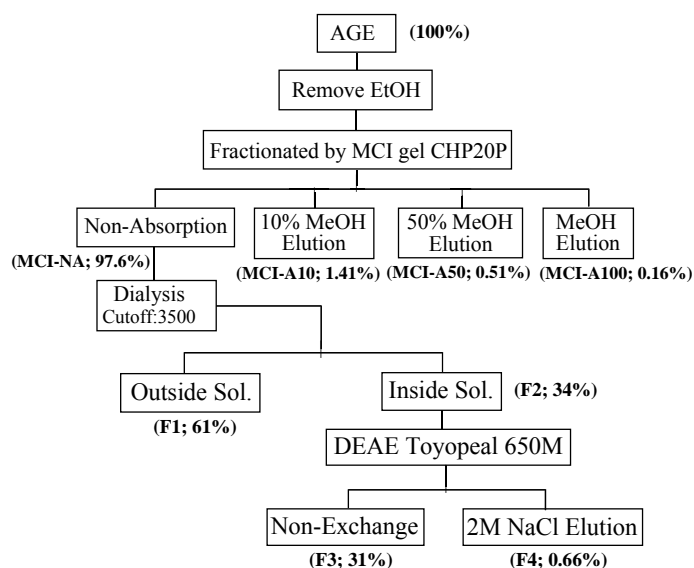 AGE (100%)
Remove EtOH
Fractionated by MCI gel CHP20P
Non-Absorption
(MCI-NA; 97.6%)
10% MeOH
Elution
(MCI-A10; 1.41%)
50% MeOH
Elution
(MCI-A50; 0.51%)
MeOH
Elution
(MCI-A100; 0.16%)
Dialysis
Cutoff:3500
Outside Sol.
(F1; 61%)
Inside Sol. (F2; 34%)
DEAE Toyopeal 650M
Non-Exchange
(F3; 31%)
2M NaCl Elution
(F4; 0.66%)